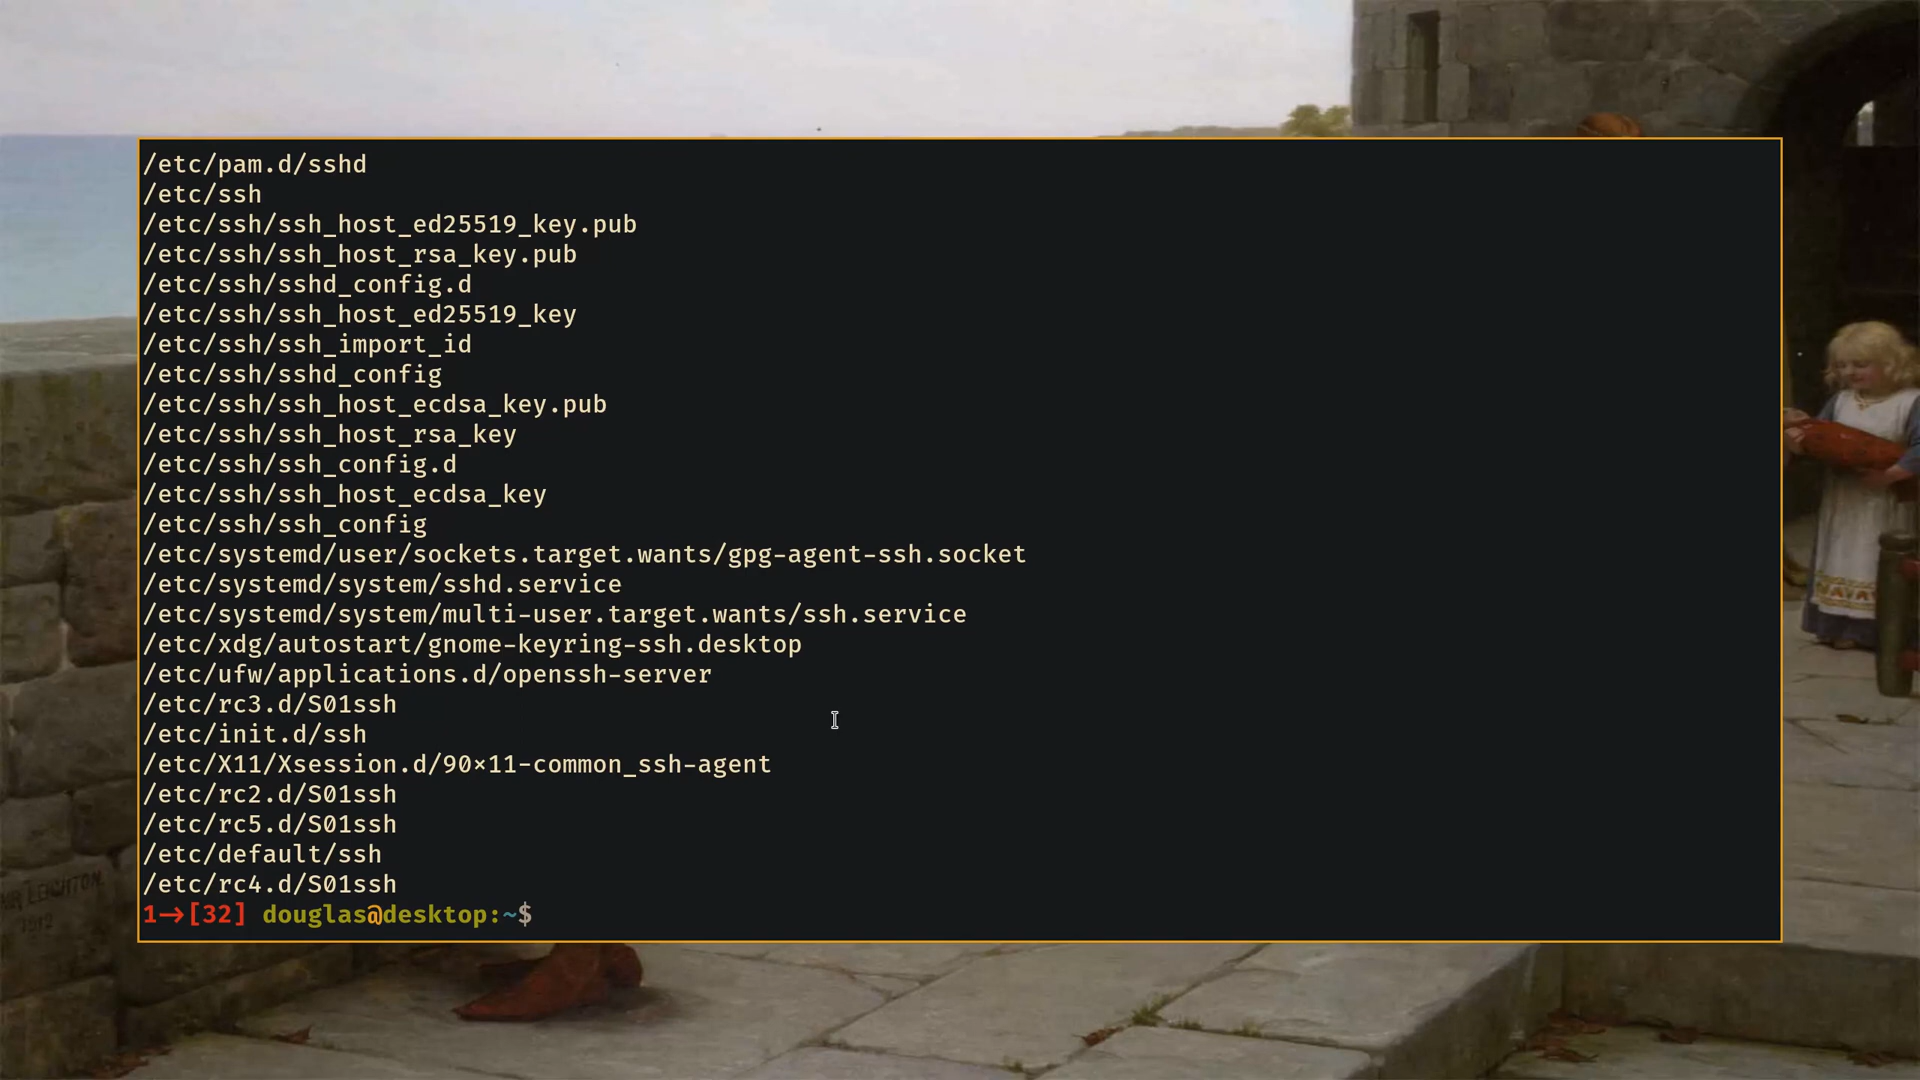 /etc/pam.d/sshd
/etc/ssh
/etc/ssh/ssh_host_ed25519_key.pub
/etc/ssh/ssh_host_rsa_key.pub
/etc/ssh/sshd_config.d
/etc/ssh/ssh_host_ed25519_key
/etc/ssh/ssh_import_id
/etc/ssh/sshd_config
/etc/ssh/ssh_host_ecdsa_key.pub
/etc/ssh/ssh_host_rsa_key
/etc/ssh/ssh_config.d
/etc/ssh/ssh_host_ecdsa_key
/etc/ssh/ssh_config
/etc/systemd/user/sockets.target.wants/gpg-agent-ssh.socket
/etc/systemd/system/sshd.service
/etc/systemd/system/multi-user.target.wants/ssh.service
/etc/xdg/autostart/gnome-keyring-ssh.desktop
/etc/ufw/applications.d/openssh-server
/etc/rc3.d/S01ssh
/etc/init.d/ssh
/etc/X11/Xsession.d/90×11-common_ssh-agent
/etc/rc2.d/S01ssh
/etc/rc5.d/S01ssh
/etc/default/ssh
/etc/rc4.d/S01ssh
1→[32] douglas@desktop:~$
LEIGHTON.
1912